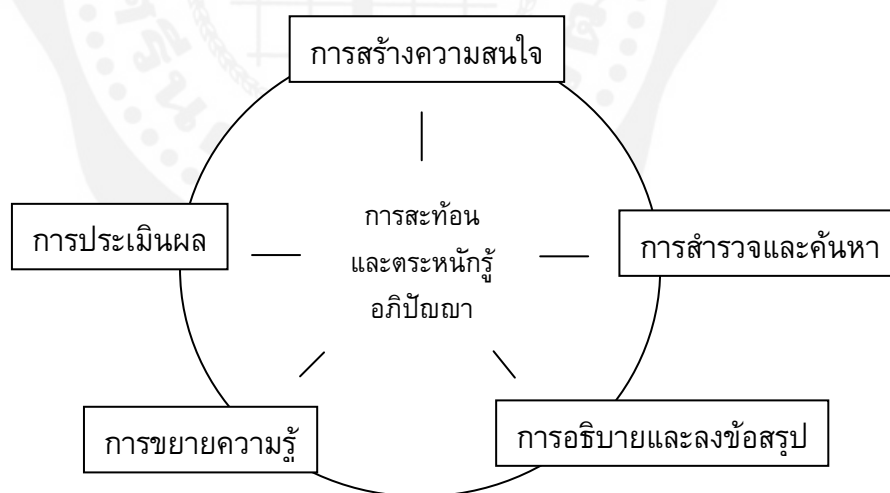 การสร้างความสนใจ
การสะท้อน
และตระหนักรู้
อภิปัญญา
การประเมินผล
การสำรวจและค้นหา
การขยายความรู้
การอธิบายและลงข้อสรุป